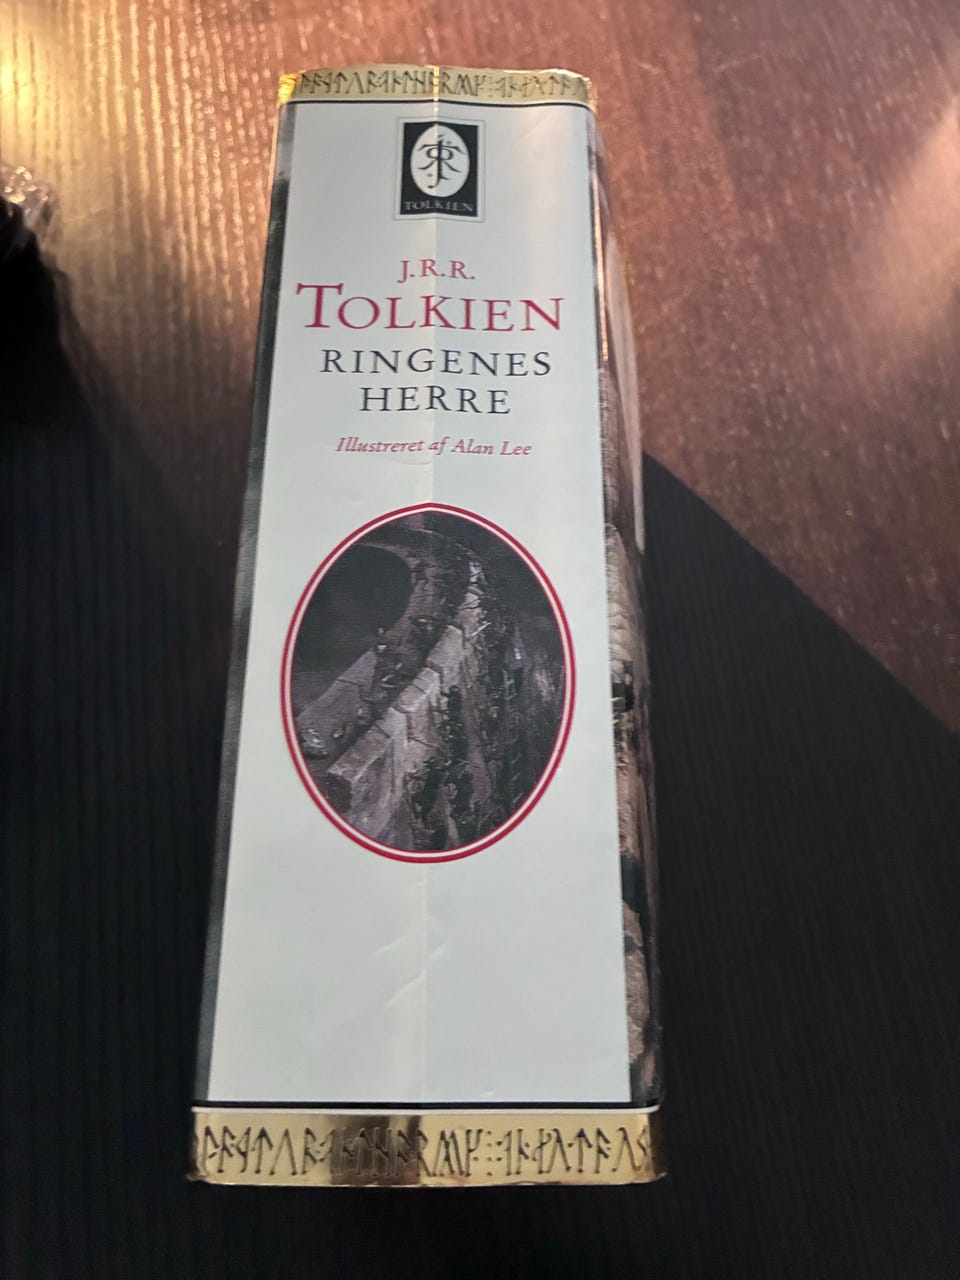 TOLKIEN
J.R.R.
TOLKIEN
RINGENES
HERRE
Illustreret af Alan Lee